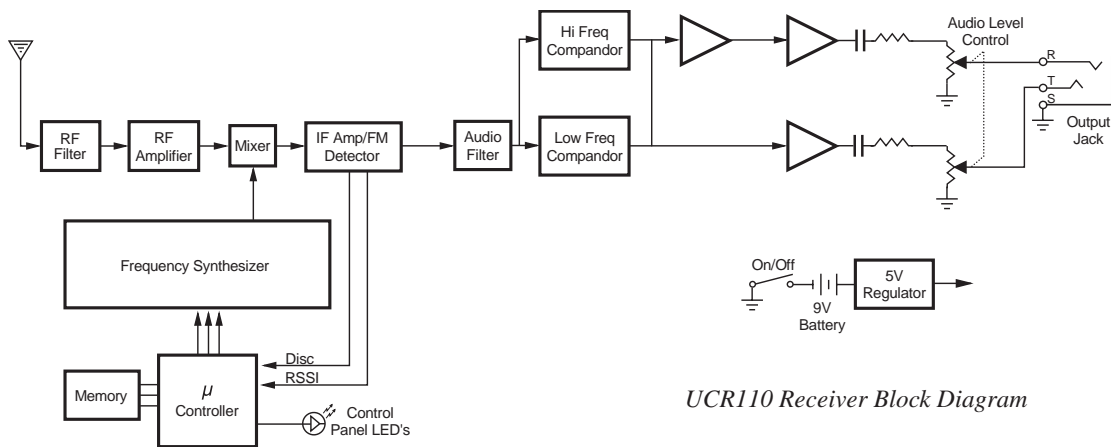 Hi Freq
Compandor
Audio Level
Control
R
T
S
Output
Jack
RF
Filter
RF
Amplifier
Mixer
IF Amp/FM
Detector
Audio
Filter
Low Freq
Compandor
Frequency Synthesizer
On/Off
9V
Battery
5V
Regulator
Disc
RSSI
Memory
μ
Controller
Control
Panel LED's
UCR110 Receiver Block Diagram